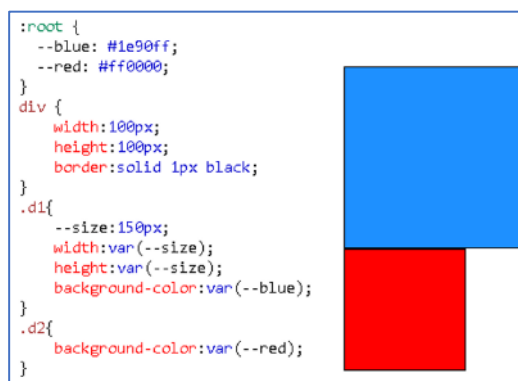 :root {
--blue: #1e90ff;
--red: #ff0000;
}
div {
width:100px;
height:100px;
border:solid 1px black;
}
.d1{
--size:150px;
width:var(--size);
height:var(--size);
background-color:var(--blue);
}
.d2{
background-color:var(--red);
}